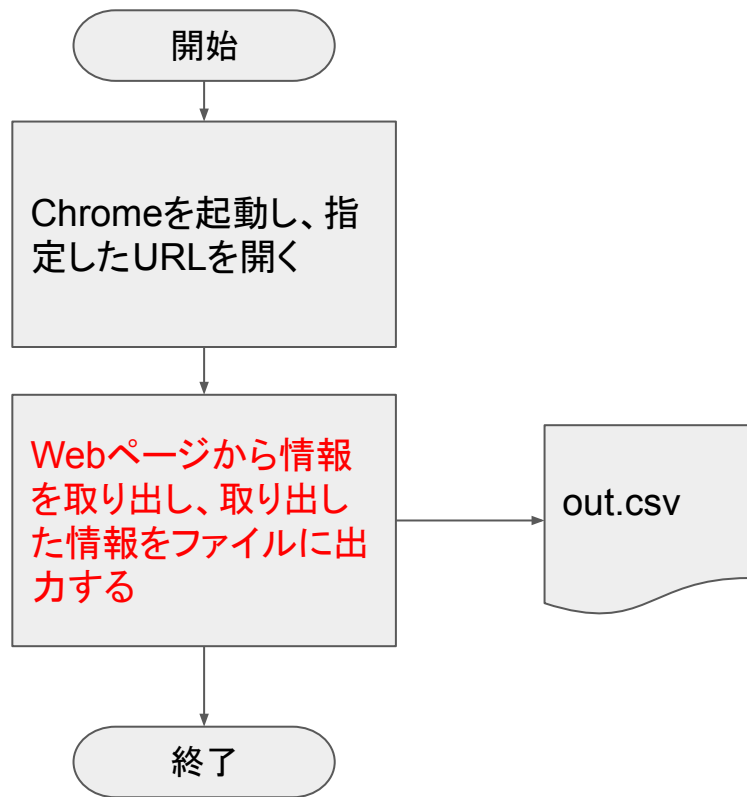 開始
Chromeを起動し、指
定したURLを開く
Webページから情報
を取り出し、取り出し
た情報をファイルに出
力する
out.csv
終了